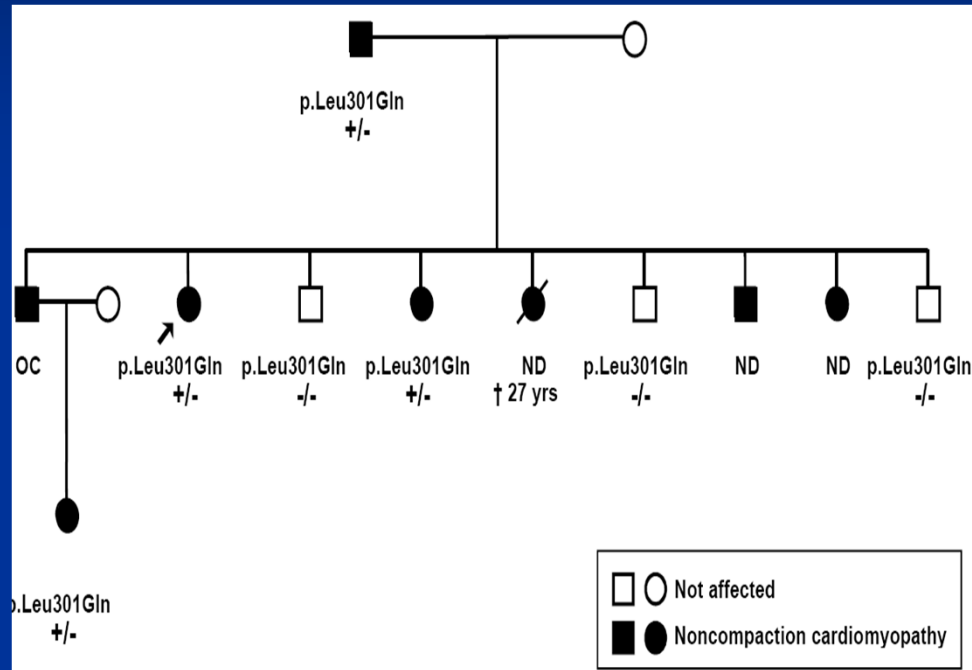 p.Leu301Gln
+/-
OC
p.Leu301Gln
+/-
p.Leu301Gln
-/-
p.Leu301Gln
+/-
ND
† 27 yrs
p.Leu301Gln
-/-
ND
ND
p.Leu301Gln
-/-
.Leu301Gln
+/-
Not affected
Noncompaction cardiomyopathy